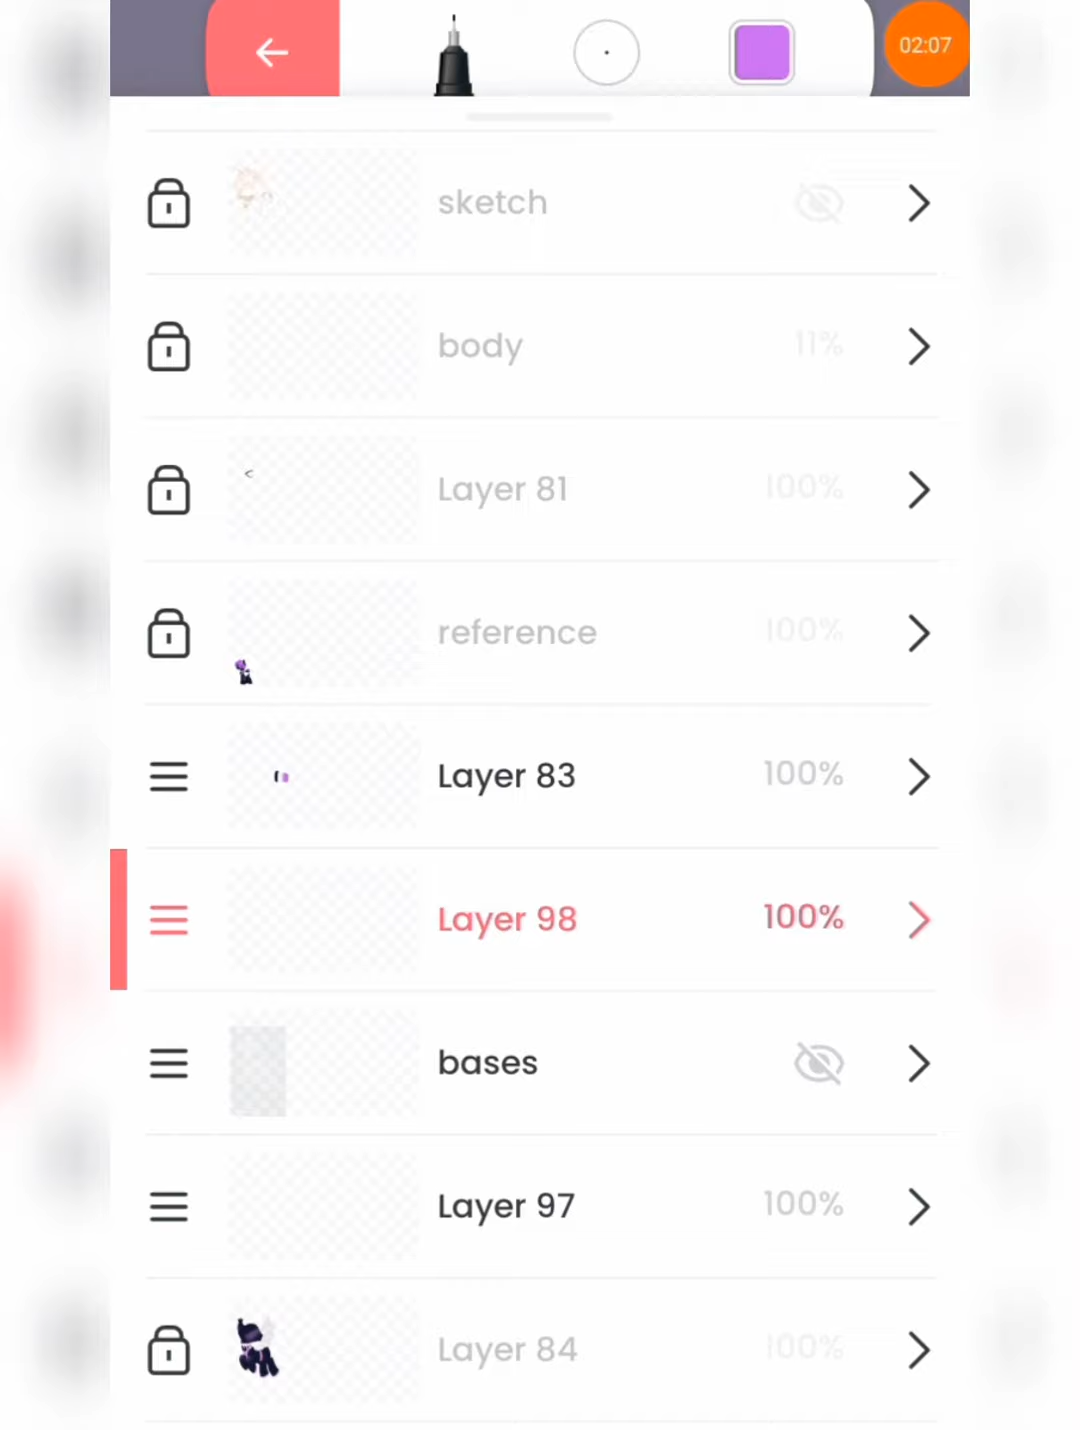 02:07
sketch
body 11%
Layer 81 100%
reference 100%
Layer 83 100%
Layer 98 100%
bases
Layer 97 100%
Layer 84 100%